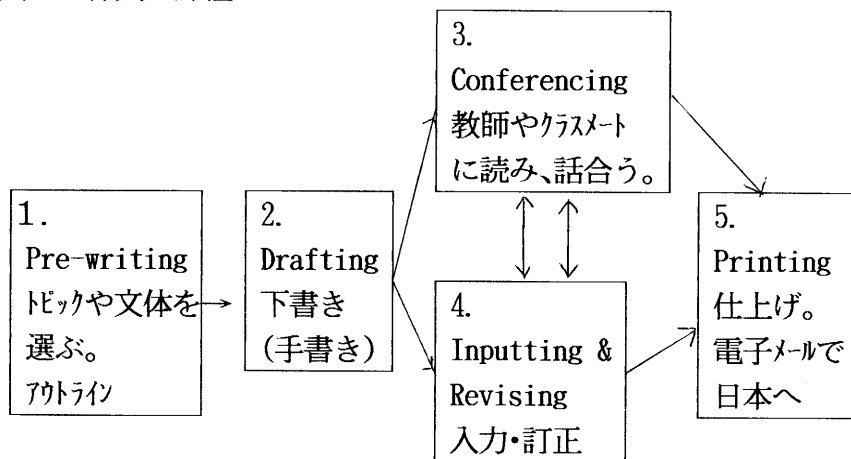 1.
Pre-writing
トピックや文体を
選ぶ。
アウトライン
2.
Drafting
下書き
(手書き)
3.
Conferencing
教師やクラスメート
に読み、話合う。
4.
Inputting &
Revising
入力・訂正
5.
Printing
仕上げ。
電子メールで
日本へ